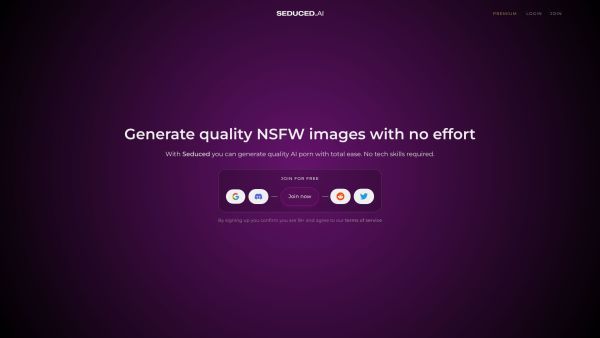 SEDUCED.AI
PREMIUM LOGIN JOIN
Generate quality NSFW images with no effort
With Seduced you can generate quality AI porn with total ease. No tech skills required.
JOIN FOR FREE
Join now
By signing up you confirm you are 18+ and agree to our terms of service